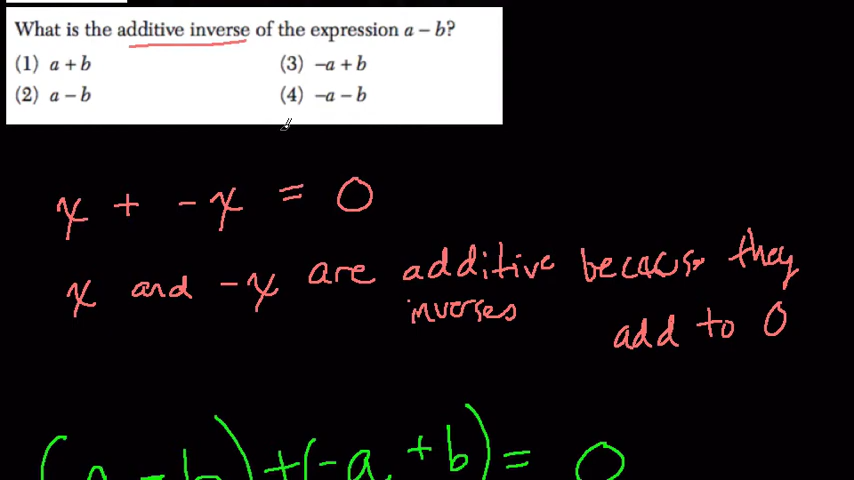 What is the additive inverse of the expression a – b?
(1) a + b (3) –a + b
(2) a – b (4) –a – b
x + -x = 0
x and -x are additive because they
inverses add to 0
(a - b) + (-a + b) = 0